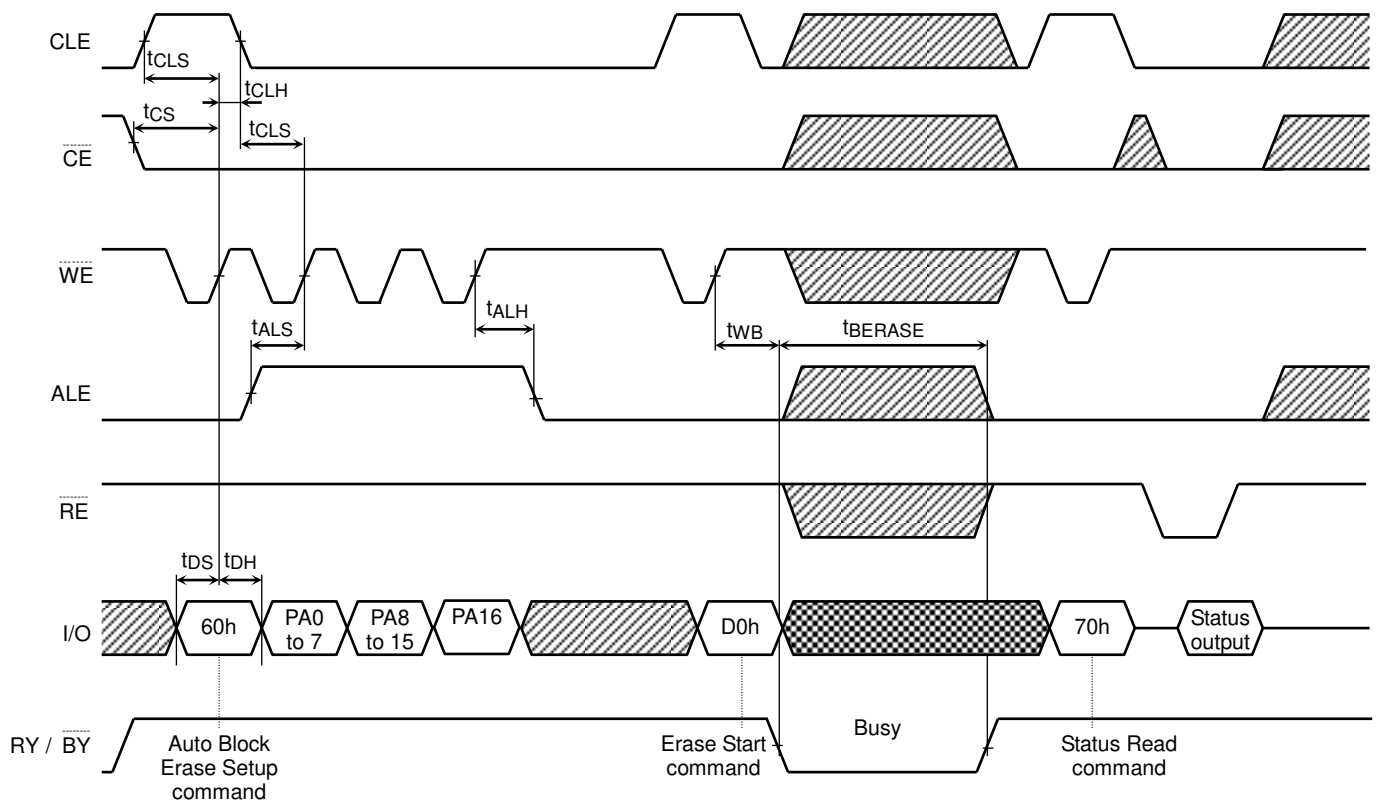 CLE
tCLS
tCLH
tCS
tCLS
CE
WE
tALH
tALS
tWB
tBERASE
ALE
RE
tDS
tDH
I/O
60h
PA0
to 7
PA8
to 15
PA16
D0h
70h
Status
output
RY / BY
Busy
Auto Block
Erase Setup
command
Erase Start
command
Status Read
command